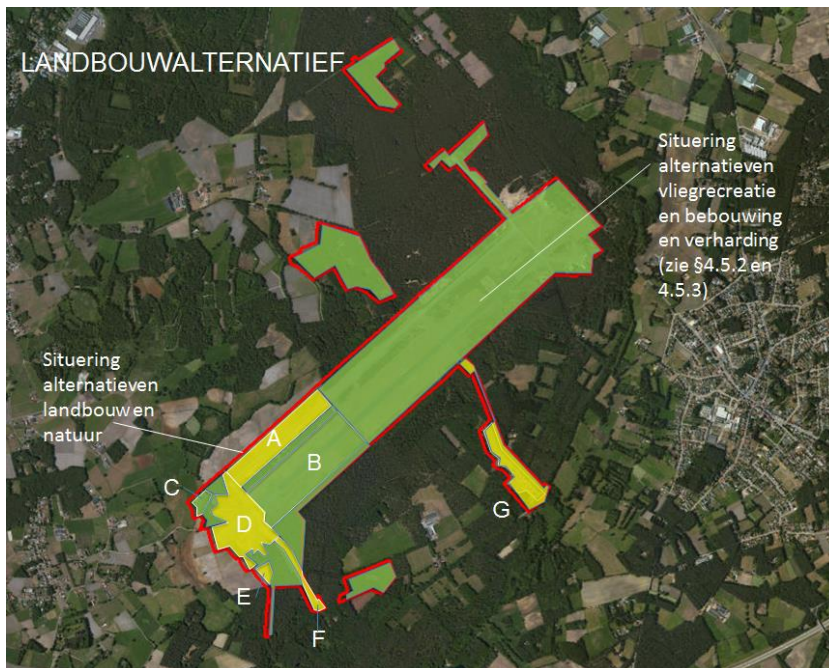 LANDBOUWALTERNATIEF
Situering
alternatieven
vliegrecreatie
en bebouwing
en verharding
(zie §4.5.2 en
4.5.3)
Situering
alternatieven
landbouw en
natuur
A
B
C
D
G
E
F